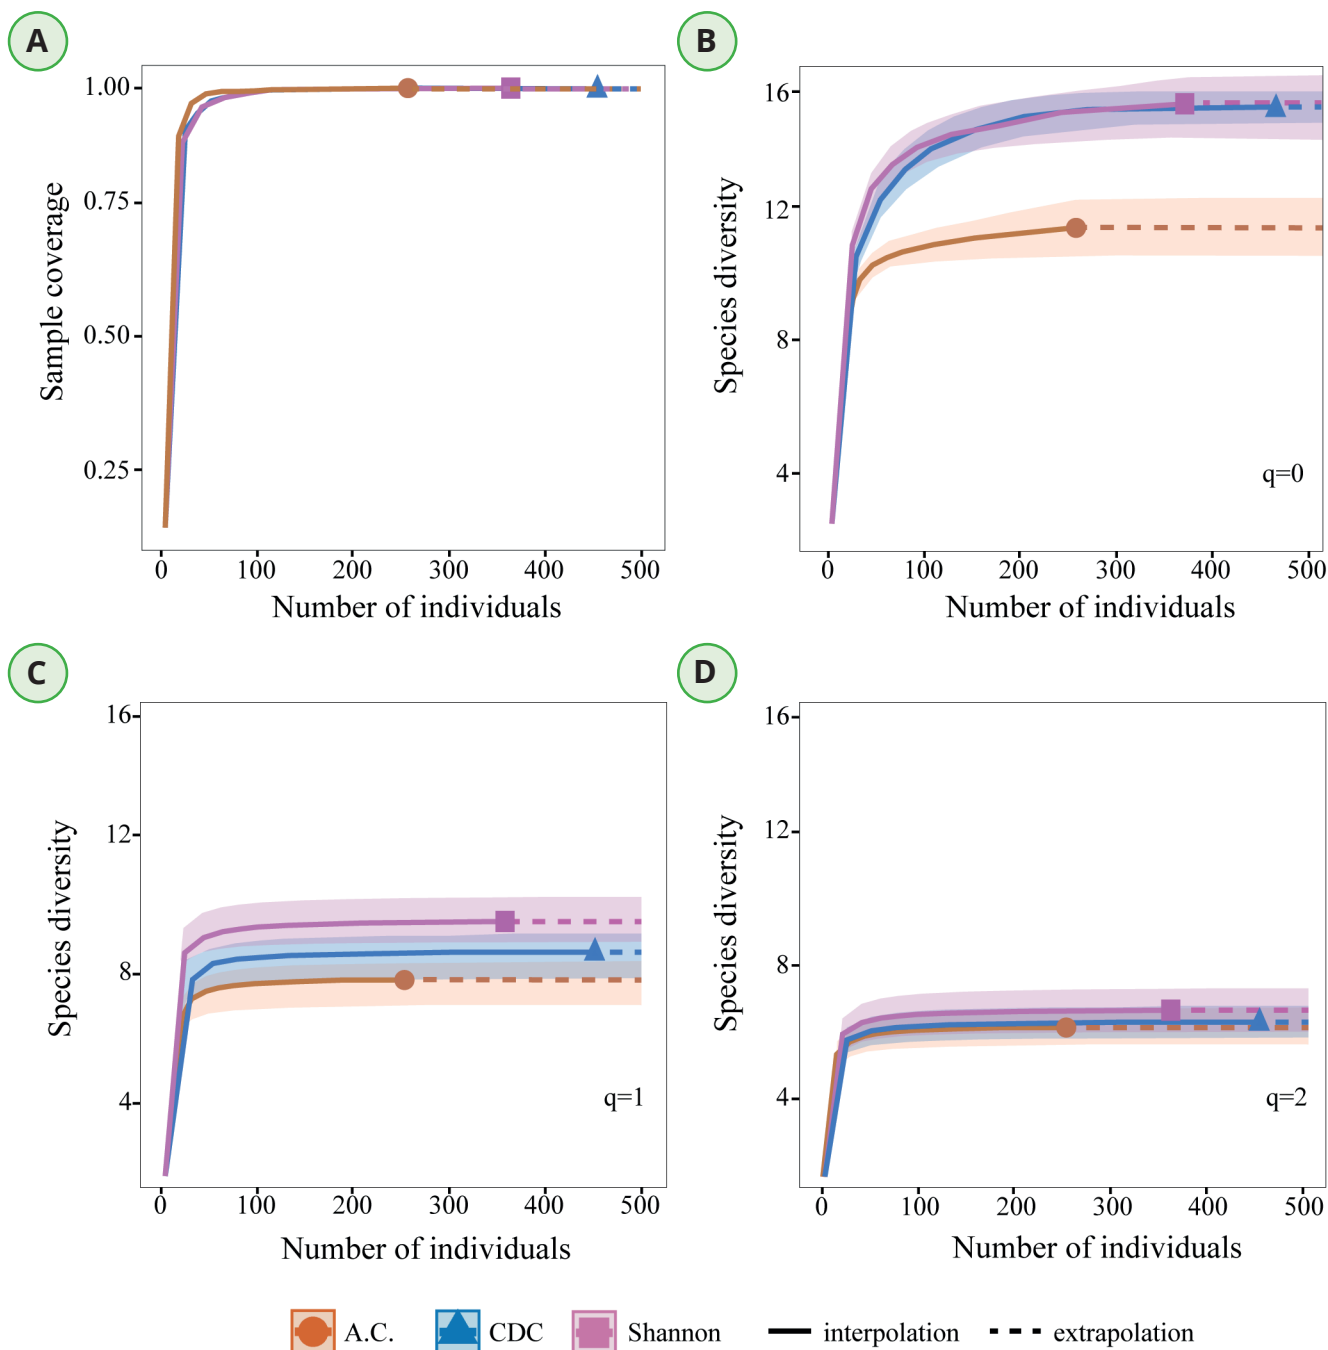 A
1.00
0.75
0.50
0.25
Sample coverage
0 100 200 300 400 500
Number of individuals
B
16
12
8
4
Species diversity
q=0
0 100 200 300 400 500
Number of individuals
C
16
12
8
4
Species diversity
q=1
0 100 200 300 400 500
Number of individuals
D
16
12
8
4
Species diversity
q=2
0 100 200 300 400 500
Number of individuals
A.C. CDC Shannon interpolation extrapolation